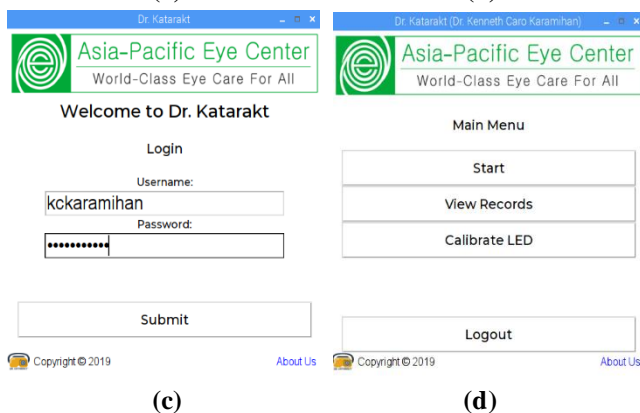 Dr. Katarakt
Asia-Pacific Eye Center
World-Class Eye Care For All
Welcome to Dr. Katarakt
Login
Username:
kckaramihan
Password:
•••••••••••
Submit
Copyright © 2019 About Us
(c)
Dr. Katarakt (Dr. Kenneth Caro Karamihan)
Asia-Pacific Eye Center
World-Class Eye Care For All
Main Menu
Start
View Records
Calibrate LED
Logout
Copyright © 2019 About Us
(d)